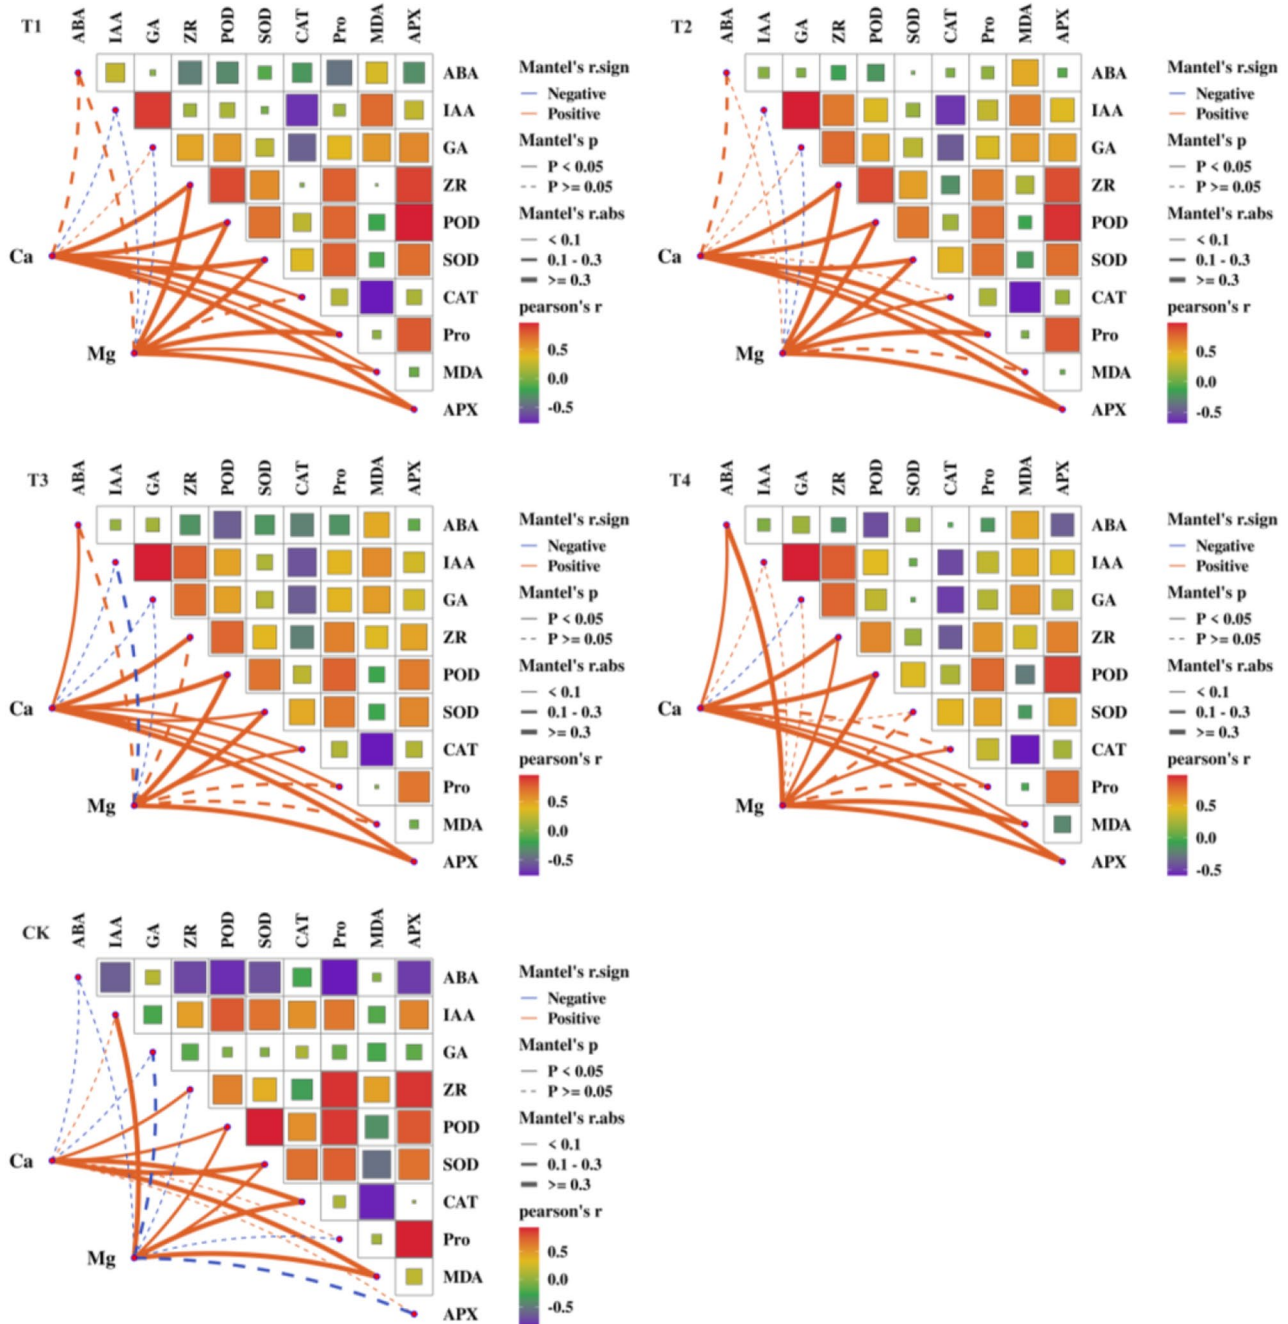 T1 ABA IAA GA ZR POD SOD CAT Pro MDA APX
ABA
IAA
GA
ZR
POD
SOD
CAT
Pro
MDA
APX
Ca
Mg
Mantel's r.sign
Negative
Positive
Mantel's p
P < 0.05
P >= 0.05
Mantel's r.abs
< 0.1
0.1 - 0.3
>= 0.3
pearson's r
0.5
0.0
-0.5
T2 ABA IAA GA ZR POD SOD CAT Pro MDA APX
ABA
IAA
GA
ZR
POD
SOD
CAT
Pro
MDA
APX
Ca
Mg
Mantel's r.sign
Negative
Positive
Mantel's p
P < 0.05
P >= 0.05
Mantel's r.abs
< 0.1
0.1 - 0.3
>= 0.3
pearson's r
0.5
0.0
-0.5
T3 ABA IAA GA ZR POD SOD CAT Pro MDA APX
ABA
IAA
GA
ZR
POD
SOD
CAT
Pro
MDA
APX
Ca
Mg
Mantel's r.sign
Negative
Positive
Mantel's p
P < 0.05
P >= 0.05
Mantel's r.abs
< 0.1
0.1 - 0.3
>= 0.3
pearson's r
0.5
0.0
-0.5
T4 ABA IAA GA ZR POD SOD CAT Pro MDA APX
ABA
IAA
GA
ZR
POD
SOD
CAT
Pro
MDA
APX
Ca
Mg
Mantel's r.sign
Negative
Positive
Mantel's p
P < 0.05
P >= 0.05
Mantel's r.abs
< 0.1
0.1 - 0.3
>= 0.3
pearson's r
0.5
0.0
-0.5
CK ABA IAA GA ZR POD SOD CAT Pro MDA APX
ABA
IAA
GA
ZR
POD
SOD
CAT
Pro
MDA
APX
Ca
Mg
Mantel's r.sign
Negative
Positive
Mantel's p
P < 0.05
P >= 0.05
Mantel's r.abs
< 0.1
0.1 - 0.3
>= 0.3
pearson's r
0.5
0.0
-0.5